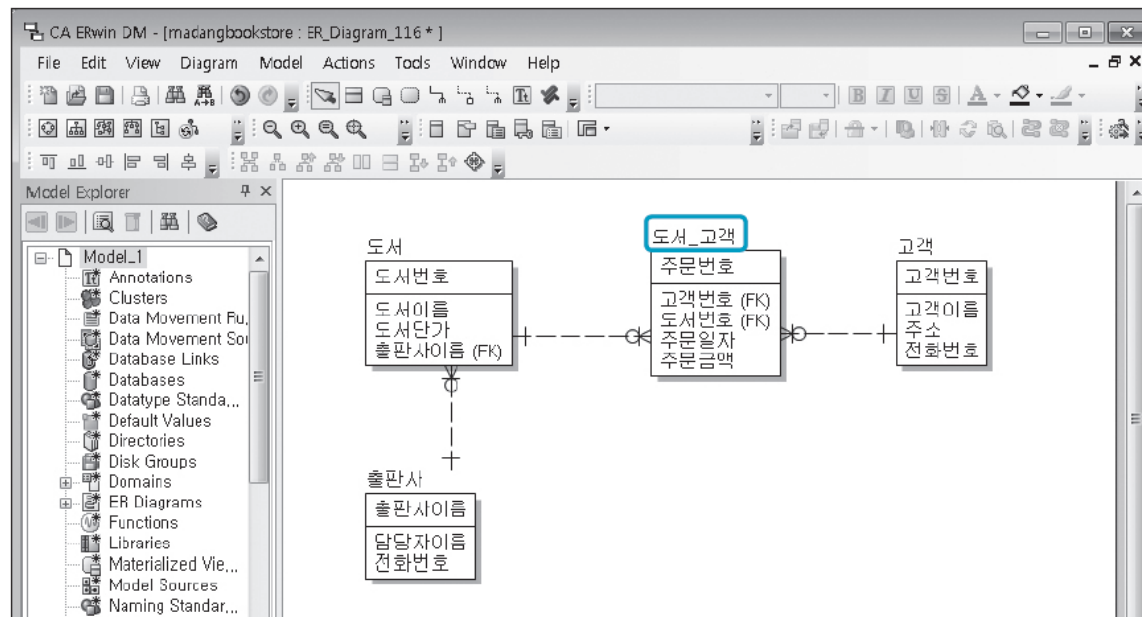 CA ERwin DM - [madangbookstore : ER_Diagram_116 * ]
File Edit View Diagram Model Actions Tools Window Help
Model Explorer
Model_1
Annotations
Clusters
Data Movement Ru...
Data Movement Sou
Database Links
Databases
Datatype Standa...
Default Values
Directories
Disk Groups
Domains
ER Diagrams
Functions
Libraries
Materialized Vie...
Model Sources
Naming Standar...
도서
도서번호
도서이름
도서단가
출판사이름 (FK)
도서_고객
주문번호
고객번호 (FK)
도서번호 (FK)
주문일자
주문금액
고객
고객번호
고객이름
주소
전화번호
출판사
출판사이름
담당자이름
전화번호